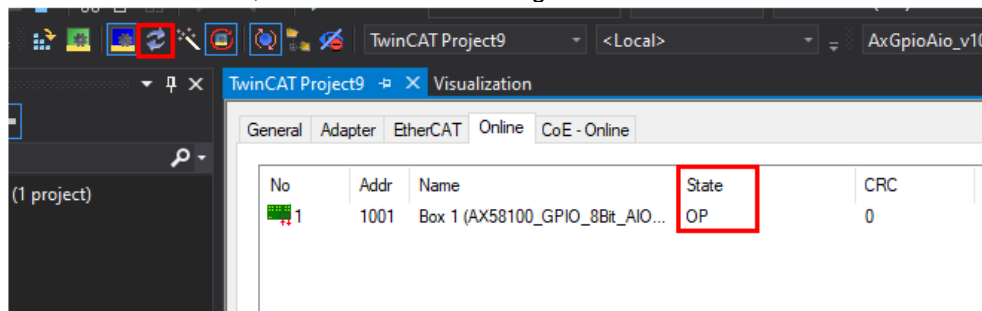 TwinCAT Project9 <Local> AxGpioAio_v10
TwinCAT Project9 Visualization
General Adapter EtherCAT Online CoE - Online
(1 project)
No Addr Name State CRC
1 1001 Box 1 (AX58100_GPIO_8Bit_AIO... OP 0